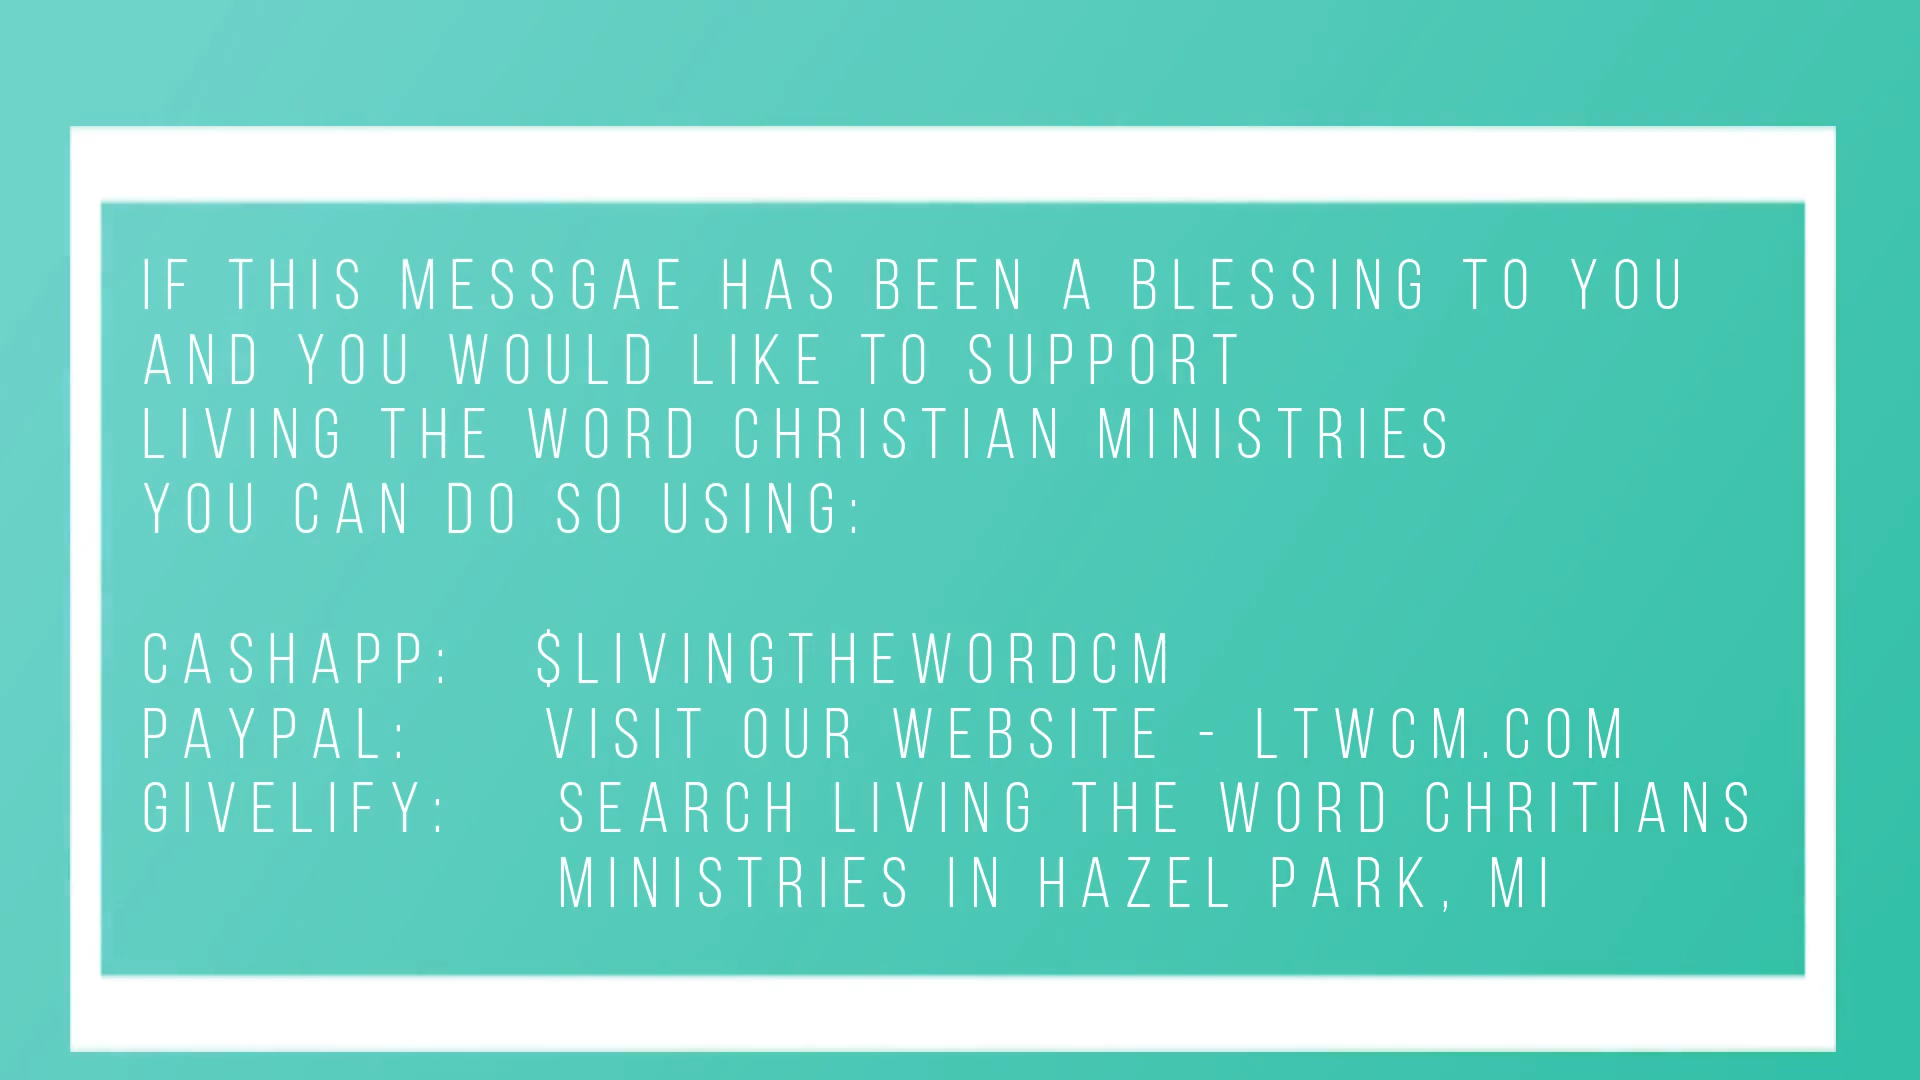 IF THIS MESSGAE HAS BEEN A BLESSING TO YOU
AND YOU WOULD LIKE TO SUPPORT
LIVING THE WORD CHRISTIAN MINISTRIES
YOU CAN DO SO USING:
CASHAPP: $LIVINGTHEWORDCM
PAYPAL: VISIT OUR WEBSITE - LTWCM.COM
GIVELIFY: SEARCH LIVING THE WORD CHRITIANS
MINISTRIES IN HAZEL PARK, MI